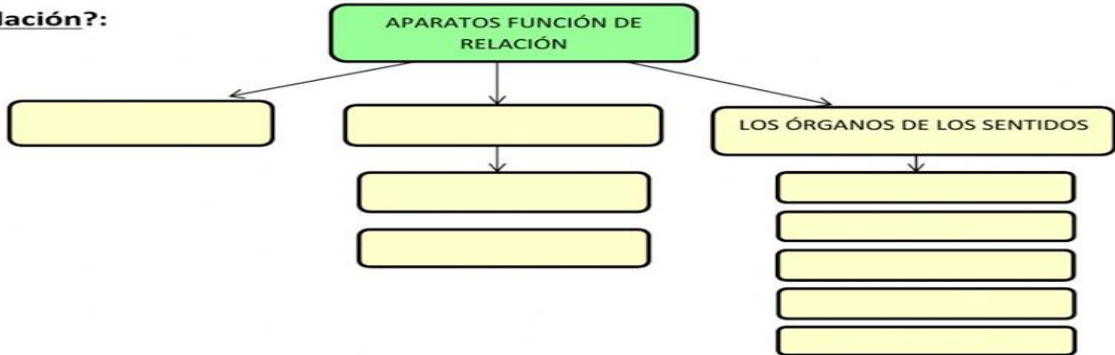 lación?:
APARATOS FUNCIÓN DE
RELACIÓN
LOS ÓRGANOS DE LOS SENTIDOS